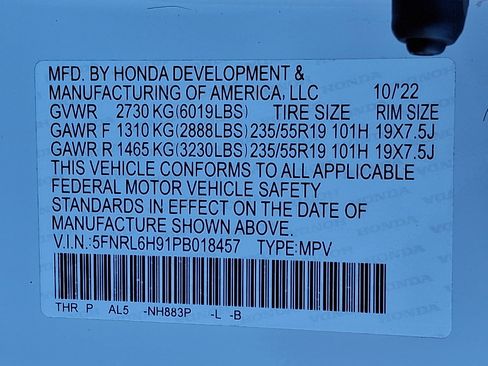 MFD. BY HONDA DEVELOPMENT &
MANUFACTURING OF AMERICA, LLC 10/'22
GVWR 2730 KG(6019LBS) TIRE SIZE RIM SIZE
GAWR F 1310 KG(2888LBS) 235/55R19 101H 19X7.5J
GAWR R 1465 KG(3230LBS) 235/55R19 101H 19X7.5J
THIS VEHICLE CONFORMS TO ALL APPLICABLE
FEDERAL MOTOR VEHICLE SAFETY
STANDARDS IN EFFECT ON THE DATE OF
MANUFACTURE SHOWN ABOVE.
V.I.N.:5FNRL6H91PB018457 TYPE:MPV
THR P AL5 -NH883P -L -B